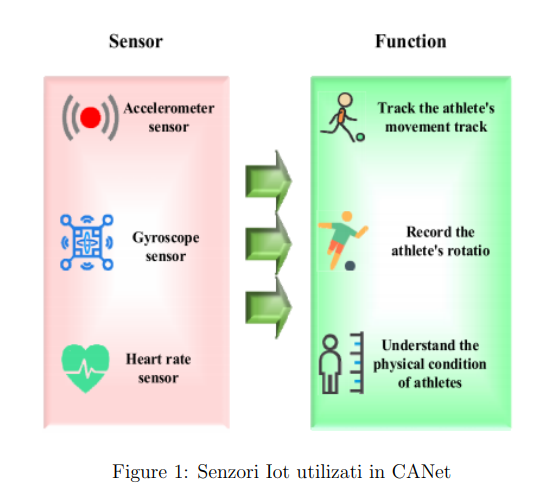 Sensor
Function
Accelerometer
sensor
Track the athlete's
movement track
Gyroscope
sensor
Record the
athlete's rotatio
Heart rate
sensor
Understand the
physical condition
of athletes
Figure 1: Senzori Iot utilizati in CANet